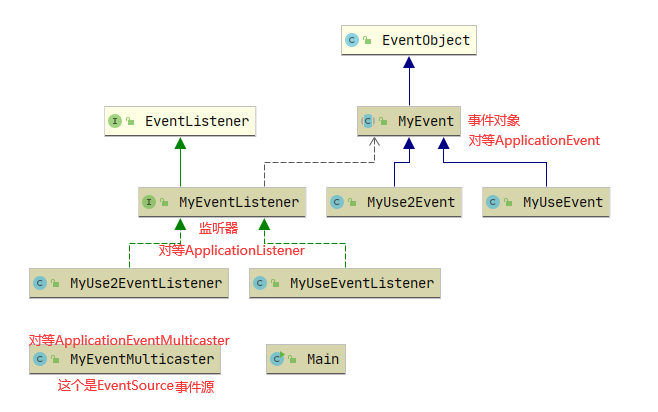 EventObject
EventListener
MyEvent
事件对象
对等ApplicationEvent
MyEventListener
MyUse2Event
MyUseEvent
监听器
对等ApplicationListener
MyUse2EventListener
MyUseEventListener
对等ApplicationEventMulticaster
MyEventMulticaster
Main
这个是EventSource事件源